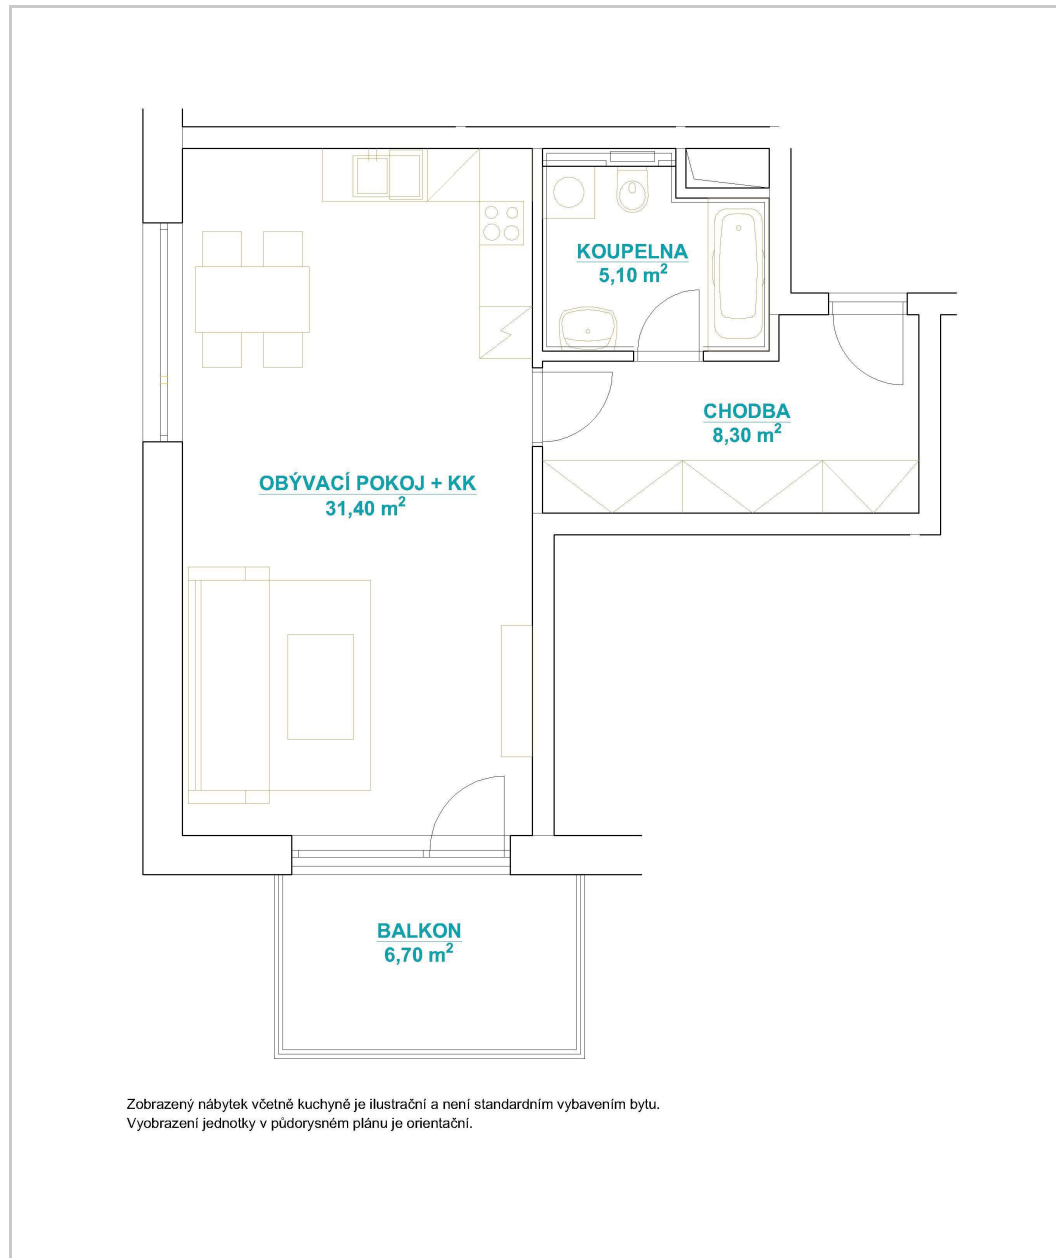 KOUPELNA
5,10 m²
CHODBA
8,30 m²
OBÝVACÍ POKOJ + KK
31,40 m²
BALKON
6,70 m²
Zobrazený nábytek včetně kuchyně je ilustrační a není standardním vybavením bytu.
Vyobrazení jednotky v půdorysném plánu je orientační.